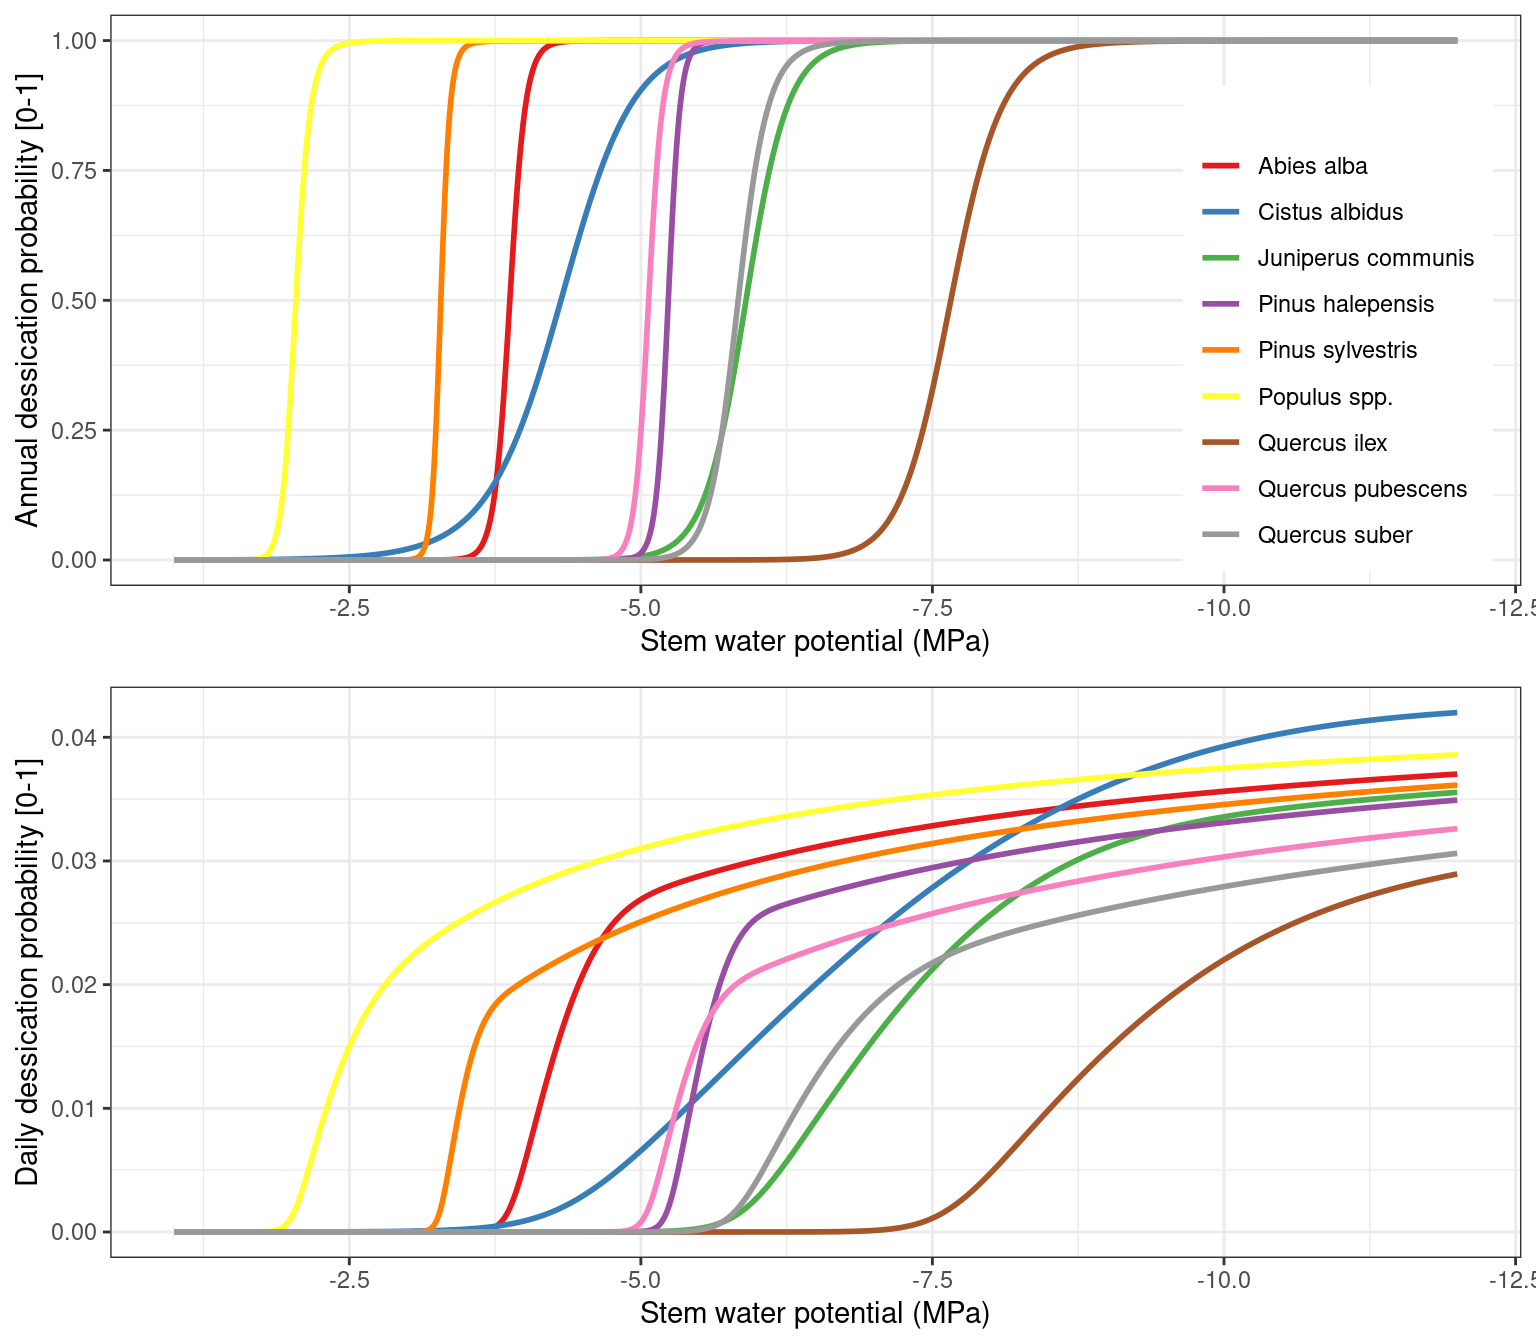 Annual dessication probability [0-1]
1.00
0.75
0.50
0.25
0.00
Abies alba
Cistus albidus
Juniperus communis
Pinus halepensis
Pinus sylvestris
Populus spp.
Quercus ilex
Quercus pubescens
Quercus suber
-2.5 -5.0 -7.5 -10.0 -12.5
Stem water potential (MPa)
Daily dessication probability [0-1]
0.04
0.03
0.02
0.01
0.00
-2.5 -5.0 -7.5 -10.0 -12.5
Stem water potential (MPa)